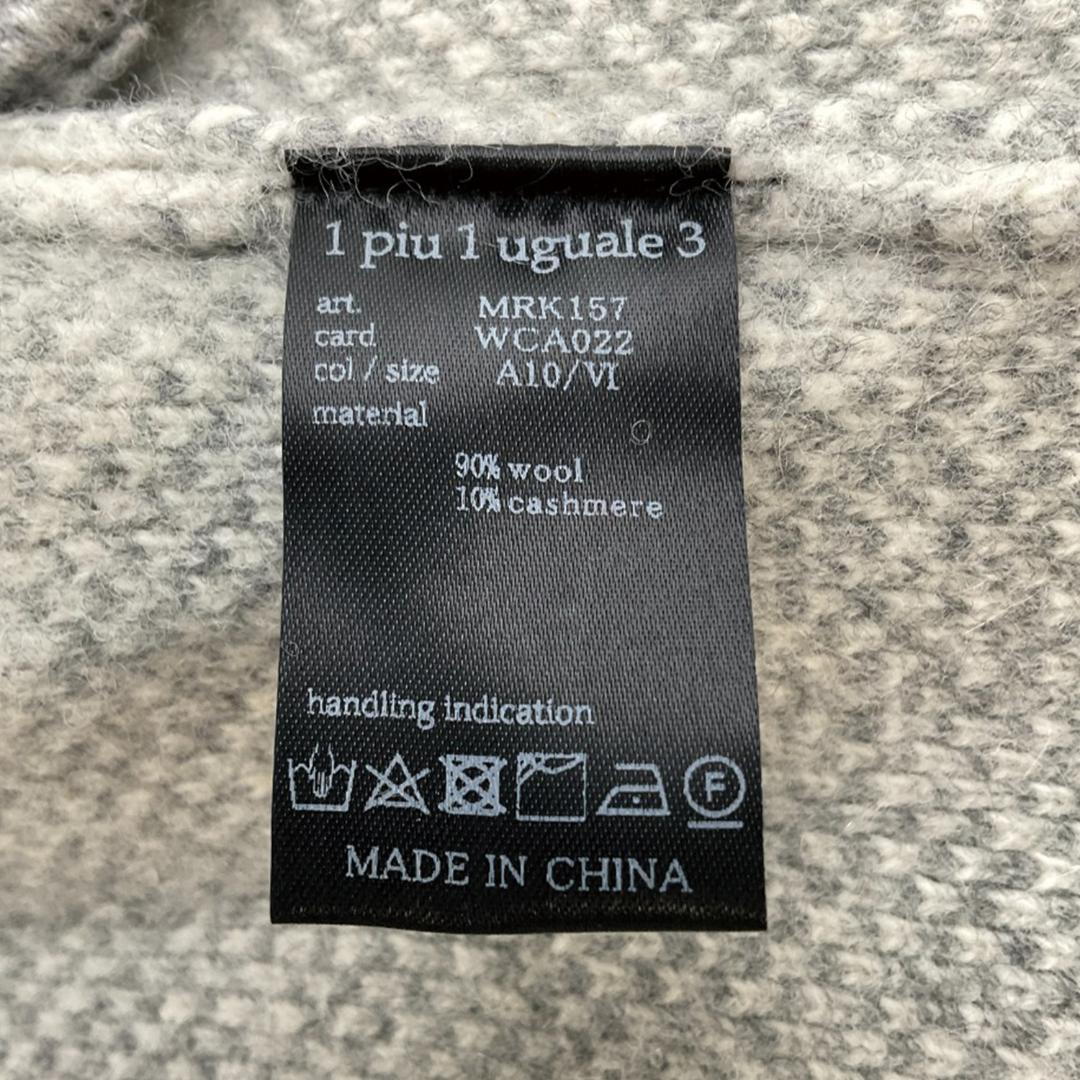 1 piu 1 uguale 3
art. MRK157
card WCA022
col / size A10/VI
material
90% wool
10% cashmere
handling indication
F
MADE IN CHINA